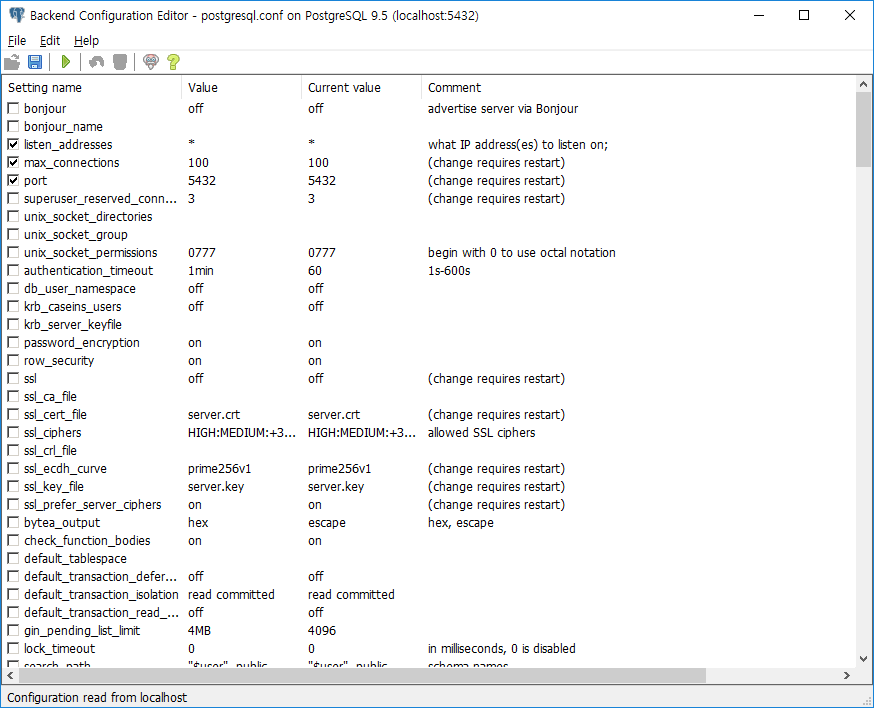 Backend Configuration Editor - postgresql.conf on PostgreSQL 9.5 (localhost:5432)
File Edit Help
Setting name Value Current value Comment
bonjour off off advertise server via Bonjour
bonjour_name
listen_addresses * * what IP address(es) to listen on;
max_connections 100 100 (change requires restart)
port 5432 5432 (change requires restart)
superuser_reserved_conn... 3 3 (change requires restart)
unix_socket_directories
unix_socket_group
unix_socket_permissions 0777 0777 begin with 0 to use octal notation
authentication_timeout 1min 60 1s-600s
db_user_namespace off off
krb_caseins_users off off
krb_server_keyfile
password_encryption on on
row_security on on
ssl off off (change requires restart)
ssl_ca_file
ssl_cert_file server.crt server.crt (change requires restart)
ssl_ciphers HIGH:MEDIUM:+3... HIGH:MEDIUM:+3... allowed SSL ciphers
ssl_crl_file
ssl_ecdh_curve prime256v1 prime256v1 (change requires restart)
ssl_key_file server.key server.key (change requires restart)
ssl_prefer_server_ciphers on on (change requires restart)
bytea_output hex escape hex, escape
check_function_bodies on on
default_tablespace
default_transaction_defer... off off
default_transaction_isolation read committed read committed
default_transaction_read_... off off
gin_pending_list_limit 4MB 4096
lock_timeout 0 0 in milliseconds, 0 is disabled
search_path "$user", public "$user", public schema names
Configuration read from localhost